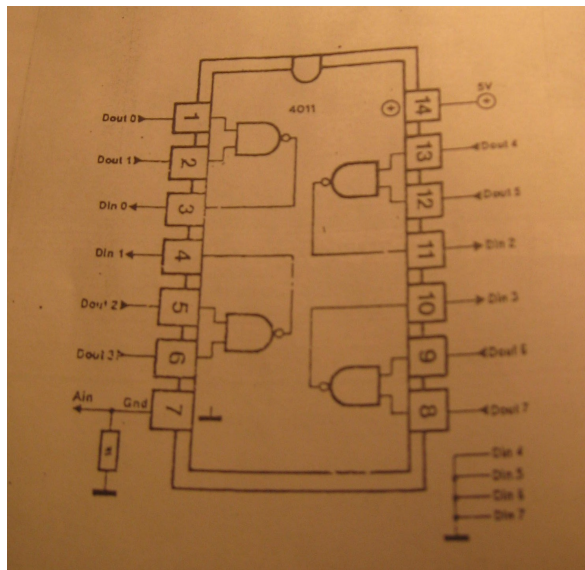 4011
5V
Dout 0
1
14
Dout 1
2
13
Dout 4
Din 0
3
12
Dout 5
Din 1
4
11
Din 2
Dout 2
5
10
Din 3
Dout 3
6
9
Dout 6
Ain
Gnd
7
8
Dout 7
Din 4
Din 5
Din 6
Din 7